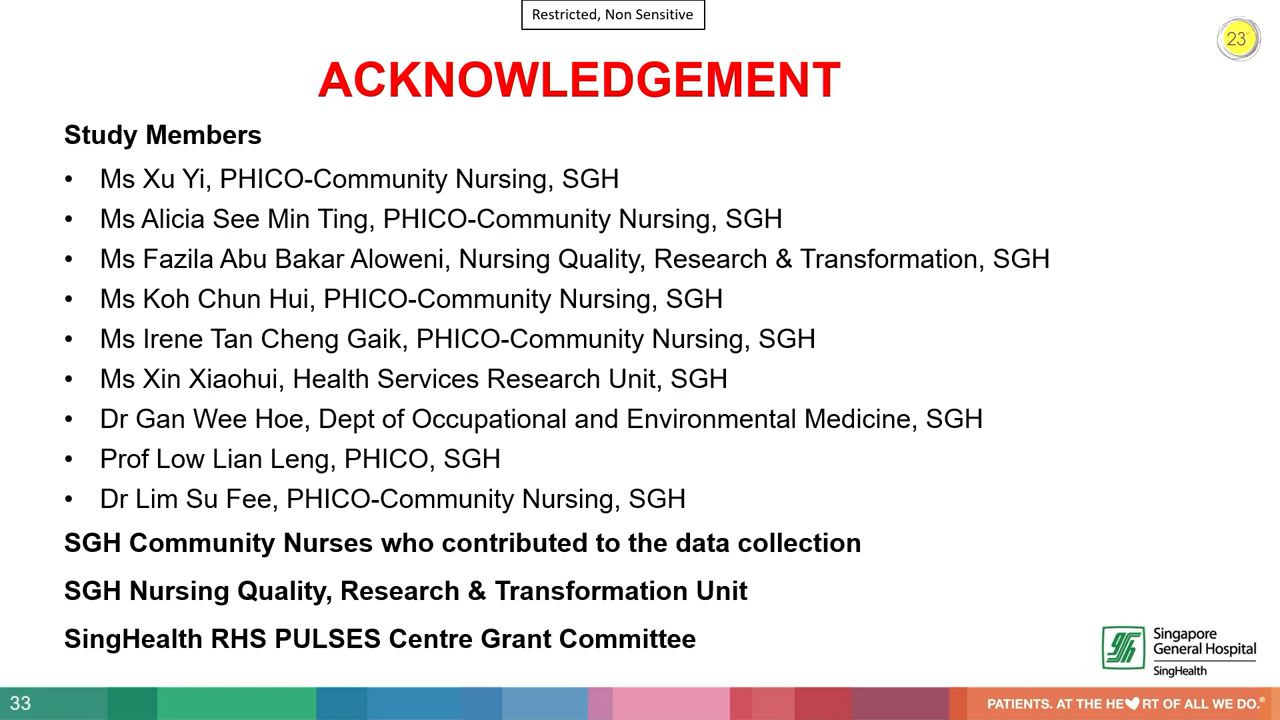 Restricted, Non Sensitive
23
ACKNOWLEDGEMENT
Study Members
• Ms Xu Yi, PHICO-Community Nursing, SGH
• Ms Alicia See Min Ting, PHICO-Community Nursing, SGH
• Ms Fazila Abu Bakar Aloweni, Nursing Quality, Research & Transformation, SGH
• Ms Koh Chun Hui, PHICO-Community Nursing, SGH
• Ms Irene Tan Cheng Gaik, PHICO-Community Nursing, SGH
• Ms Xin Xiaohui, Health Services Research Unit, SGH
• Dr Gan Wee Hoe, Dept of Occupational and Environmental Medicine, SGH
• Prof Low Lian Leng, PHICO, SGH
• Dr Lim Su Fee, PHICO-Community Nursing, SGH
SGH Community Nurses who contributed to the data collection
SGH Nursing Quality, Research & Transformation Unit
SingHealth RHS PULSES Centre Grant Committee
Singapore
General Hospital
SingHealth
33
PATIENTS. AT THE HE♥RT OF ALL WE DO.®